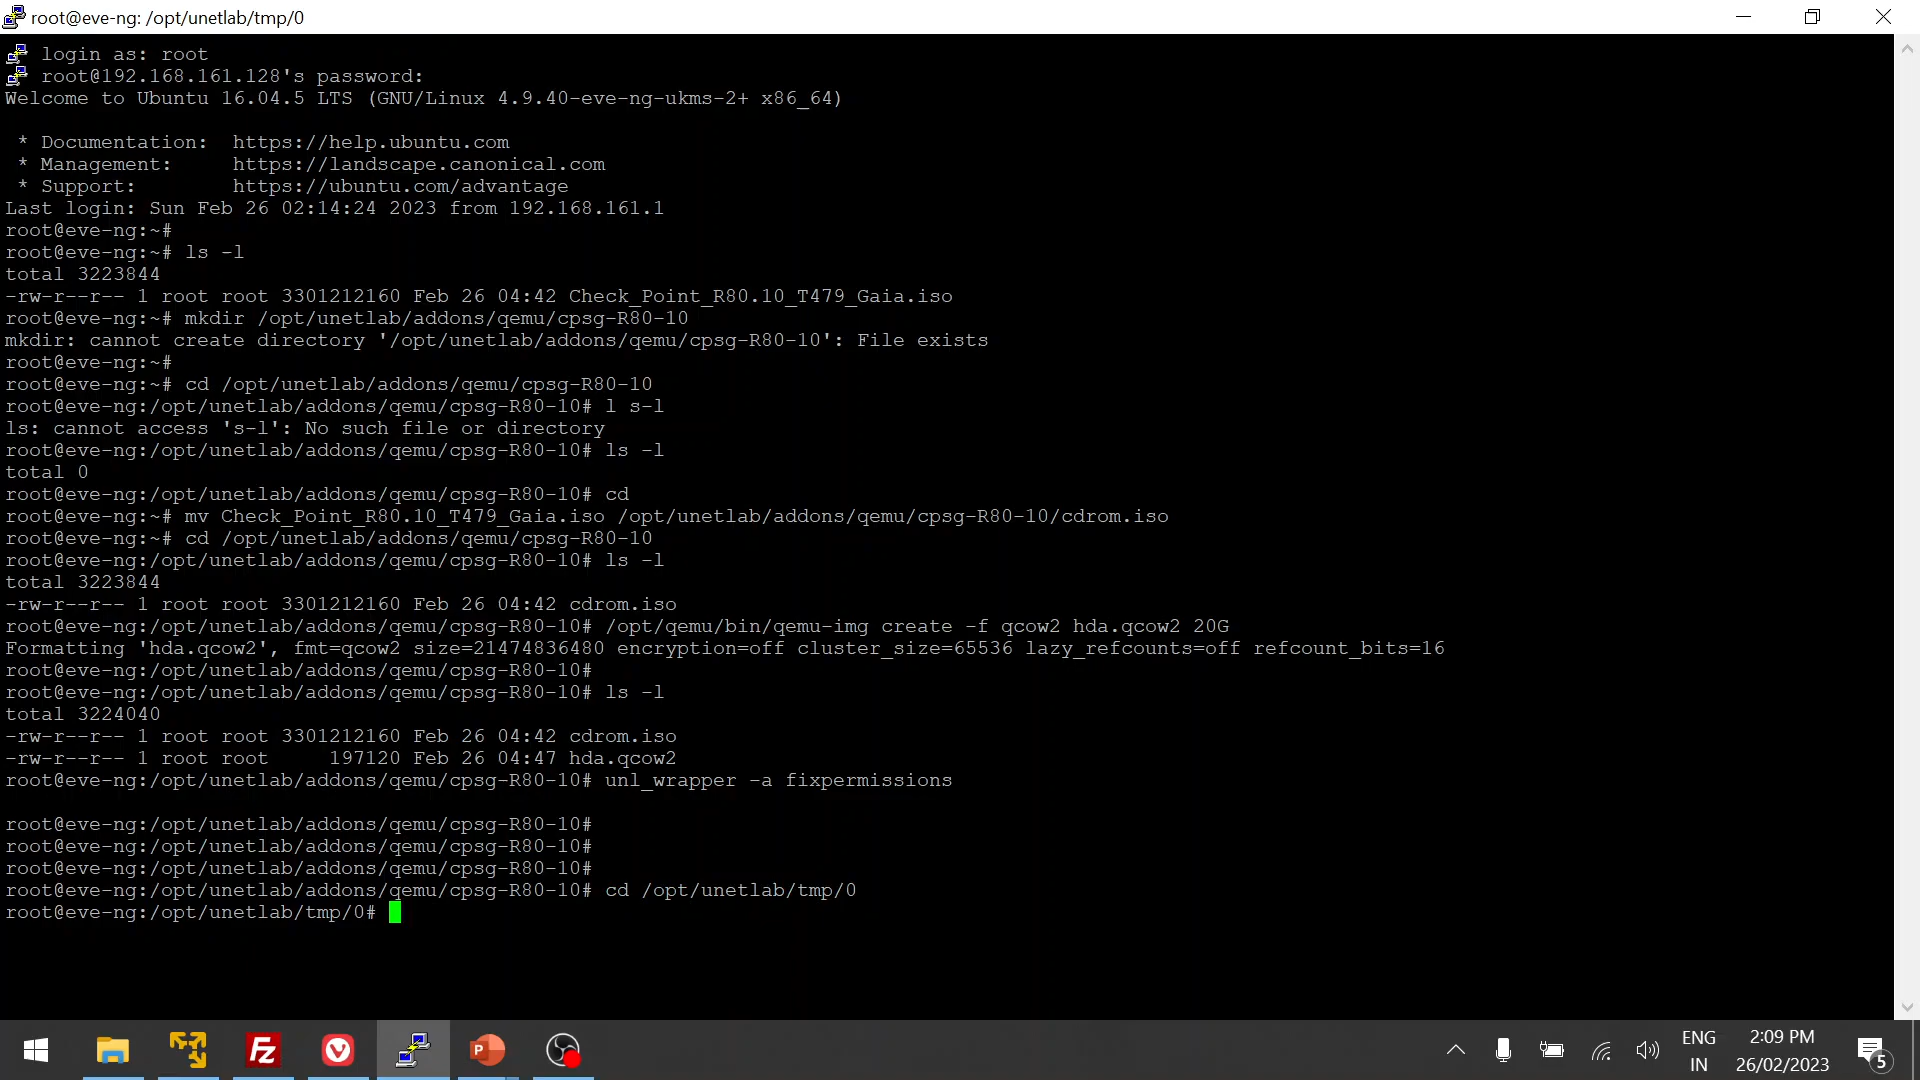 root@eve-ng: /opt/unetlab/tmp/0
login as: root
root@192.168.161.128's password:
Welcome to Ubuntu 16.04.5 LTS (GNU/Linux 4.9.40-eve-ng-ukms-2+ x86_64)
* Documentation:  https://help.ubuntu.com
* Management:     https://landscape.canonical.com
* Support:        https://ubuntu.com/advantage
Last login: Sun Feb 26 02:14:24 2023 from 192.168.161.1
root@eve-ng:~#
root@eve-ng:~# ls -l
total 3223844
-rw-r--r-- 1 root root 3301212160 Feb 26 04:42 Check_Point_R80.10_T479_Gaia.iso
root@eve-ng:~# mkdir /opt/unetlab/addons/qemu/cpsg-R80-10
mkdir: cannot create directory '/opt/unetlab/addons/qemu/cpsg-R80-10': File exists
root@eve-ng:~#
root@eve-ng:~# cd /opt/unetlab/addons/qemu/cpsg-R80-10
root@eve-ng:/opt/unetlab/addons/qemu/cpsg-R80-10# l s-l
ls: cannot access 's-l': No such file or directory
root@eve-ng:/opt/unetlab/addons/qemu/cpsg-R80-10# ls -l
total 0
root@eve-ng:/opt/unetlab/addons/qemu/cpsg-R80-10# cd
root@eve-ng:~# mv Check_Point_R80.10_T479_Gaia.iso /opt/unetlab/addons/qemu/cpsg-R80-10/cdrom.iso
root@eve-ng:~# cd /opt/unetlab/addons/qemu/cpsg-R80-10
root@eve-ng:/opt/unetlab/addons/qemu/cpsg-R80-10# ls -l
total 3223844
-rw-r--r-- 1 root root 3301212160 Feb 26 04:42 cdrom.iso
root@eve-ng:/opt/unetlab/addons/qemu/cpsg-R80-10# /opt/qemu/bin/qemu-img create -f qcow2 hda.qcow2 20G
Formatting 'hda.qcow2', fmt=qcow2 size=21474836480 encryption=off cluster_size=65536 lazy_refcounts=off refcount_bits=16
root@eve-ng:/opt/unetlab/addons/qemu/cpsg-R80-10#
root@eve-ng:/opt/unetlab/addons/qemu/cpsg-R80-10# ls -l
total 3224040
-rw-r--r-- 1 root root 3301212160 Feb 26 04:42 cdrom.iso
-rw-r--r-- 1 root root     197120 Feb 26 04:47 hda.qcow2
root@eve-ng:/opt/unetlab/addons/qemu/cpsg-R80-10# unl_wrapper -a fixpermissions
root@eve-ng:/opt/unetlab/addons/qemu/cpsg-R80-10#
root@eve-ng:/opt/unetlab/addons/qemu/cpsg-R80-10#
root@eve-ng:/opt/unetlab/addons/qemu/cpsg-R80-10#
root@eve-ng:/opt/unetlab/addons/qemu/cpsg-R80-10# cd /opt/unetlab/tmp/0
root@eve-ng:/opt/unetlab/tmp/0#
Fz
P
ENG
IN
2:09 PM
26/02/2023
5